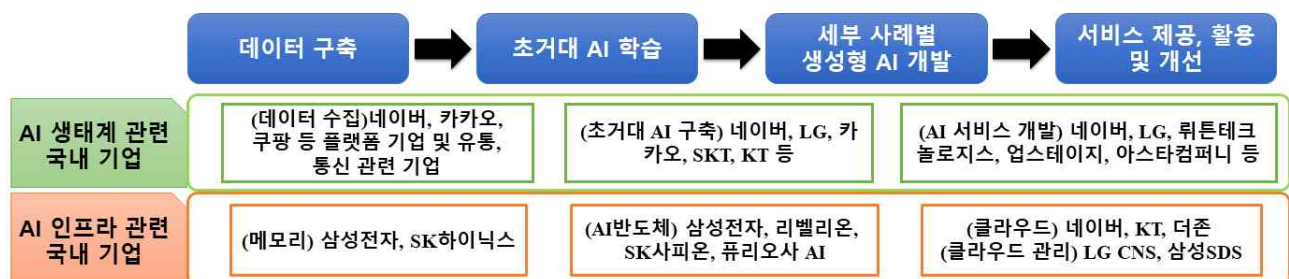 데이터 구축
초거대 AI 학습
세부 사례별
생성형 AI 개발
서비스 제공, 활용
및 개선
AI 생태계 관련
국내 기업
(데이터 수집)네이버, 카카오,
쿠팡 등 플랫폼 기업 및 유통,
통신 관련 기업
(초거대 AI 구축) 네이버, LG, 카
카오, SKT, KT 등
(AI 서비스 개발) 네이버, LG, 뤼튼테크
놀로지스, 업스테이지, 아스타컴퍼니 등
AI 인프라 관련
국내 기업
(메모리) 삼성전자, SK하이닉스
(AI반도체) 삼성전자, 리벨리온,
SK사피온, 퓨리오사 AI
(클라우드) 네이버, KT, 더존
(클라우드 관리) LG CNS, 삼성SDS